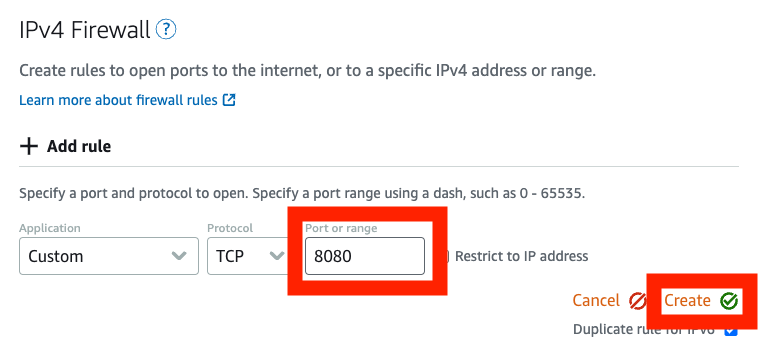 IPv4 Firewall ?
Create rules to open ports to the internet, or to a specific IPv4 address or range.
Learn more about firewall rules
Add rule
Specify a port and protocol to open. Specify a port range using a dash, such as 0 - 65535.
Application Protocol Port or range
Custom TCP 8080 Restrict to IP address
Cancel Create
Duplicate rule for IPv6